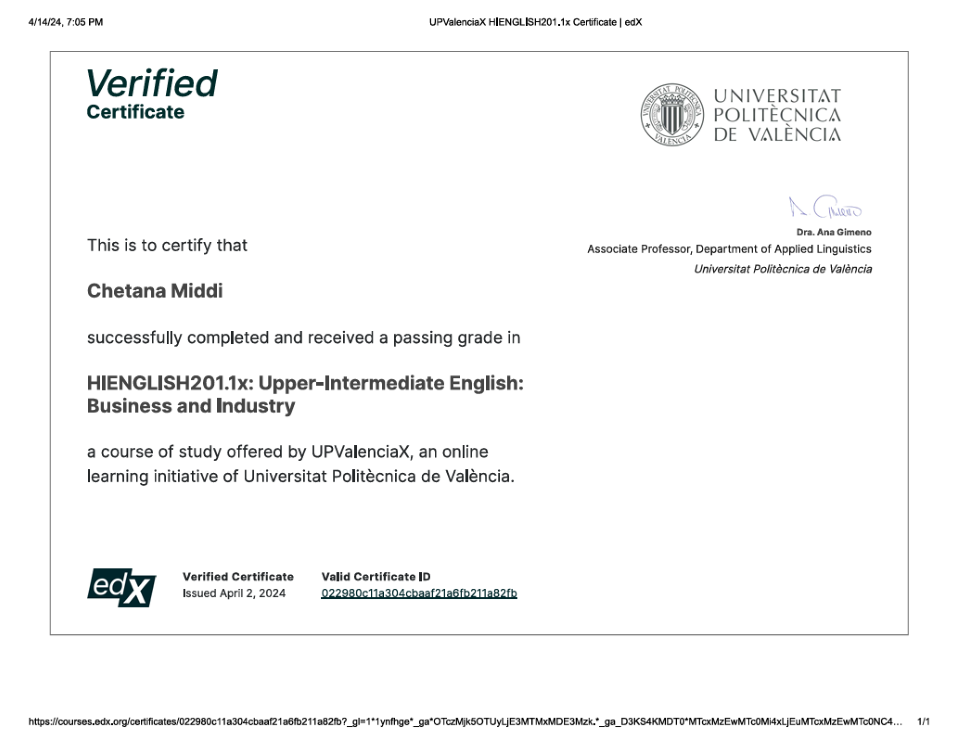 4/14/24, 7:05 PM
UPValenciaX HIENGLISH201.1x Certificate | edX
Verified
Certificate
UNIVERSITAT
POLITÈCNICA
DE VALÈNCIA
UNIVERSITAT POLITÈCNICA
VALENCIA
A Gimeno
Dra. Ana Gimeno
Associate Professor, Department of Applied Linguistics
Universitat Politècnica de València
This is to certify that
Chetana Middi
successfully completed and received a passing grade in
HIENGLISH201.1x: Upper-Intermediate English:
Business and Industry
a course of study offered by UPValenciaX, an online
learning initiative of Universitat Politècnica de València.
edX
Verified Certificate
Issued April 2, 2024
Valid Certificate ID
022980c11a304cbaaf21a6fb211a82fb
https://courses.edx.org/certificates/022980c11a304cbaaf21a6fb211a82fb?_gl=1*1ynfhge*_ga*OTczMjk5OTUyLjE3MTMxMDE3Mzk.*_ga_D3KS4KMDT0*MTcxMzEwMTc0Mi4xLjEuMTcxMzEwMTc0NC4...
1/1